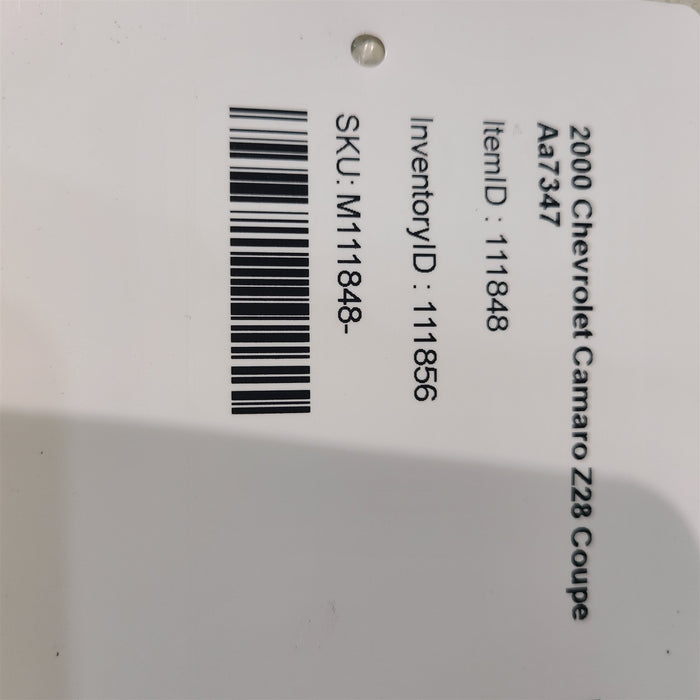 2000 Chevrolet Camaro Z28 Coupe
Aa7347
ItemID : 111848
InventoryID : 111856
SKU: M111848-